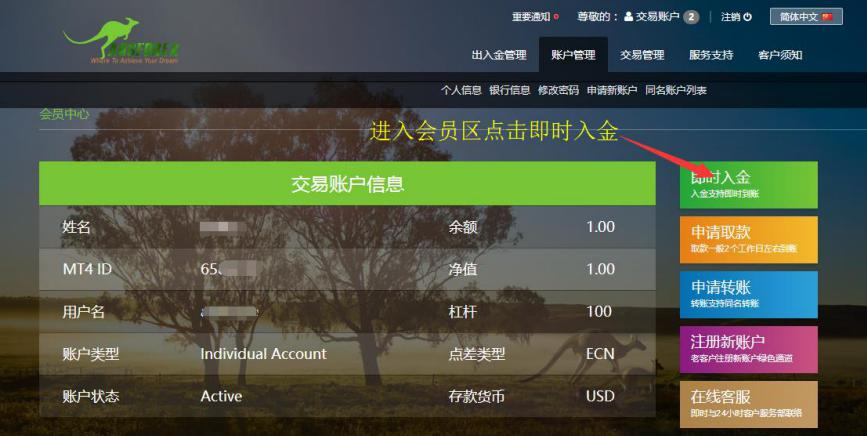 重要通知
尊敬的： 交易账户 2
注销
简体中文
Where To Achieve Your Dream
出入金管理 账户管理 交易管理 服务支持 客户须知
个人信息 银行信息 修改密码 申请新账户 同名账户列表
会员中心
进入会员区点击即时入金
交易账户信息
姓名
余额 1.00
MT4 ID 65
净值 1.00
用户名
杠杆 100
账户类型 Individual Account
点差类型 ECN
账户状态 Active
存款货币 USD
即时入金
入金支持即时到账
申请取款
取款一般2个工作日左右到账
申请转账
转账支持同名转账
注册新账户
老客户注册新账户绿色通道
在线客服
即时与24小时客户服务部联络